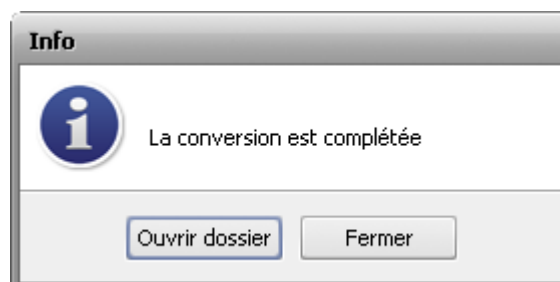 Info
La conversion est complétée
Ouvrir dossier
Fermer